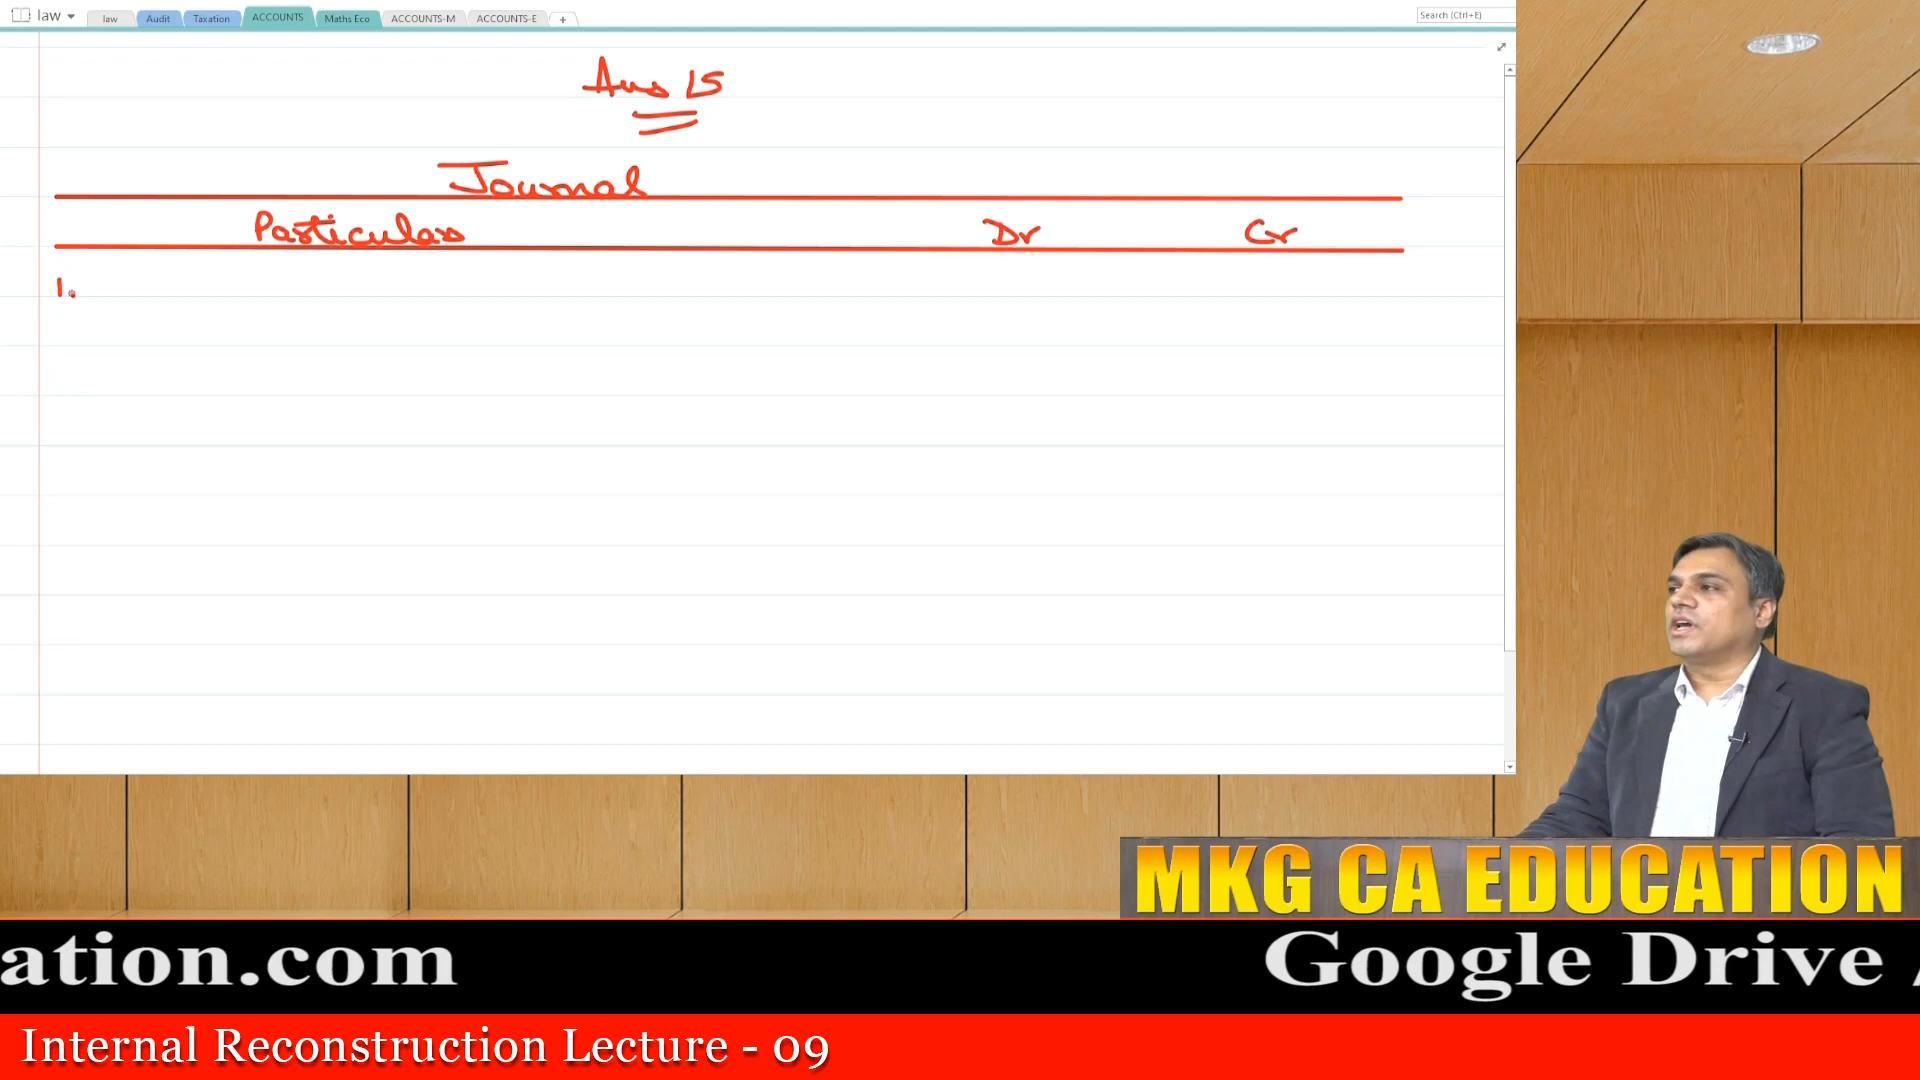 law
law Audit Taxation ACCOUNTS Maths Eco ACCOUNTS-M ACCOUNTS-E +
Search (Ctrl+E)
Ans 15
Journal
Particulars Dr Cr
1.
MKG CA EDUCATION
ation.com Google Drive /
Internal Reconstruction Lecture - 09